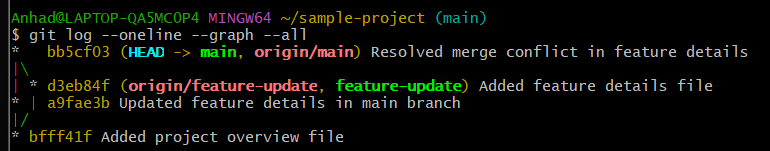 Anhad@LAPTOP-QA5MC0P4 MINGW64 ~/sample-project (main)
$ git log --oneline --graph --all
*   bb5cf03 (HEAD -> main, origin/main) Resolved merge conflict in feature details
|\
| * d3eb84f (origin/feature-update, feature-update) Added feature details file
* | a9fae3b Updated feature details in main branch
|/
* bfff41f Added project overview file